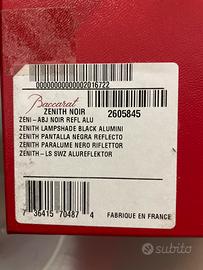 00000000000002016722
Baccarat
ZENITH NOIR 2605845
ZENI-ABJ NOIR REFL ALU
ZENITH LAMPSHADE BLACK ALUMINI
ZENITH PANTALLA NEGRA REFLECTO
ZENITH PARALUME NERO RIFLETTOR
ZENITH-LS SWZ ALUREFLEKTOR
7 36415 70487 4
FABRIQUE EN FRANCE
subito